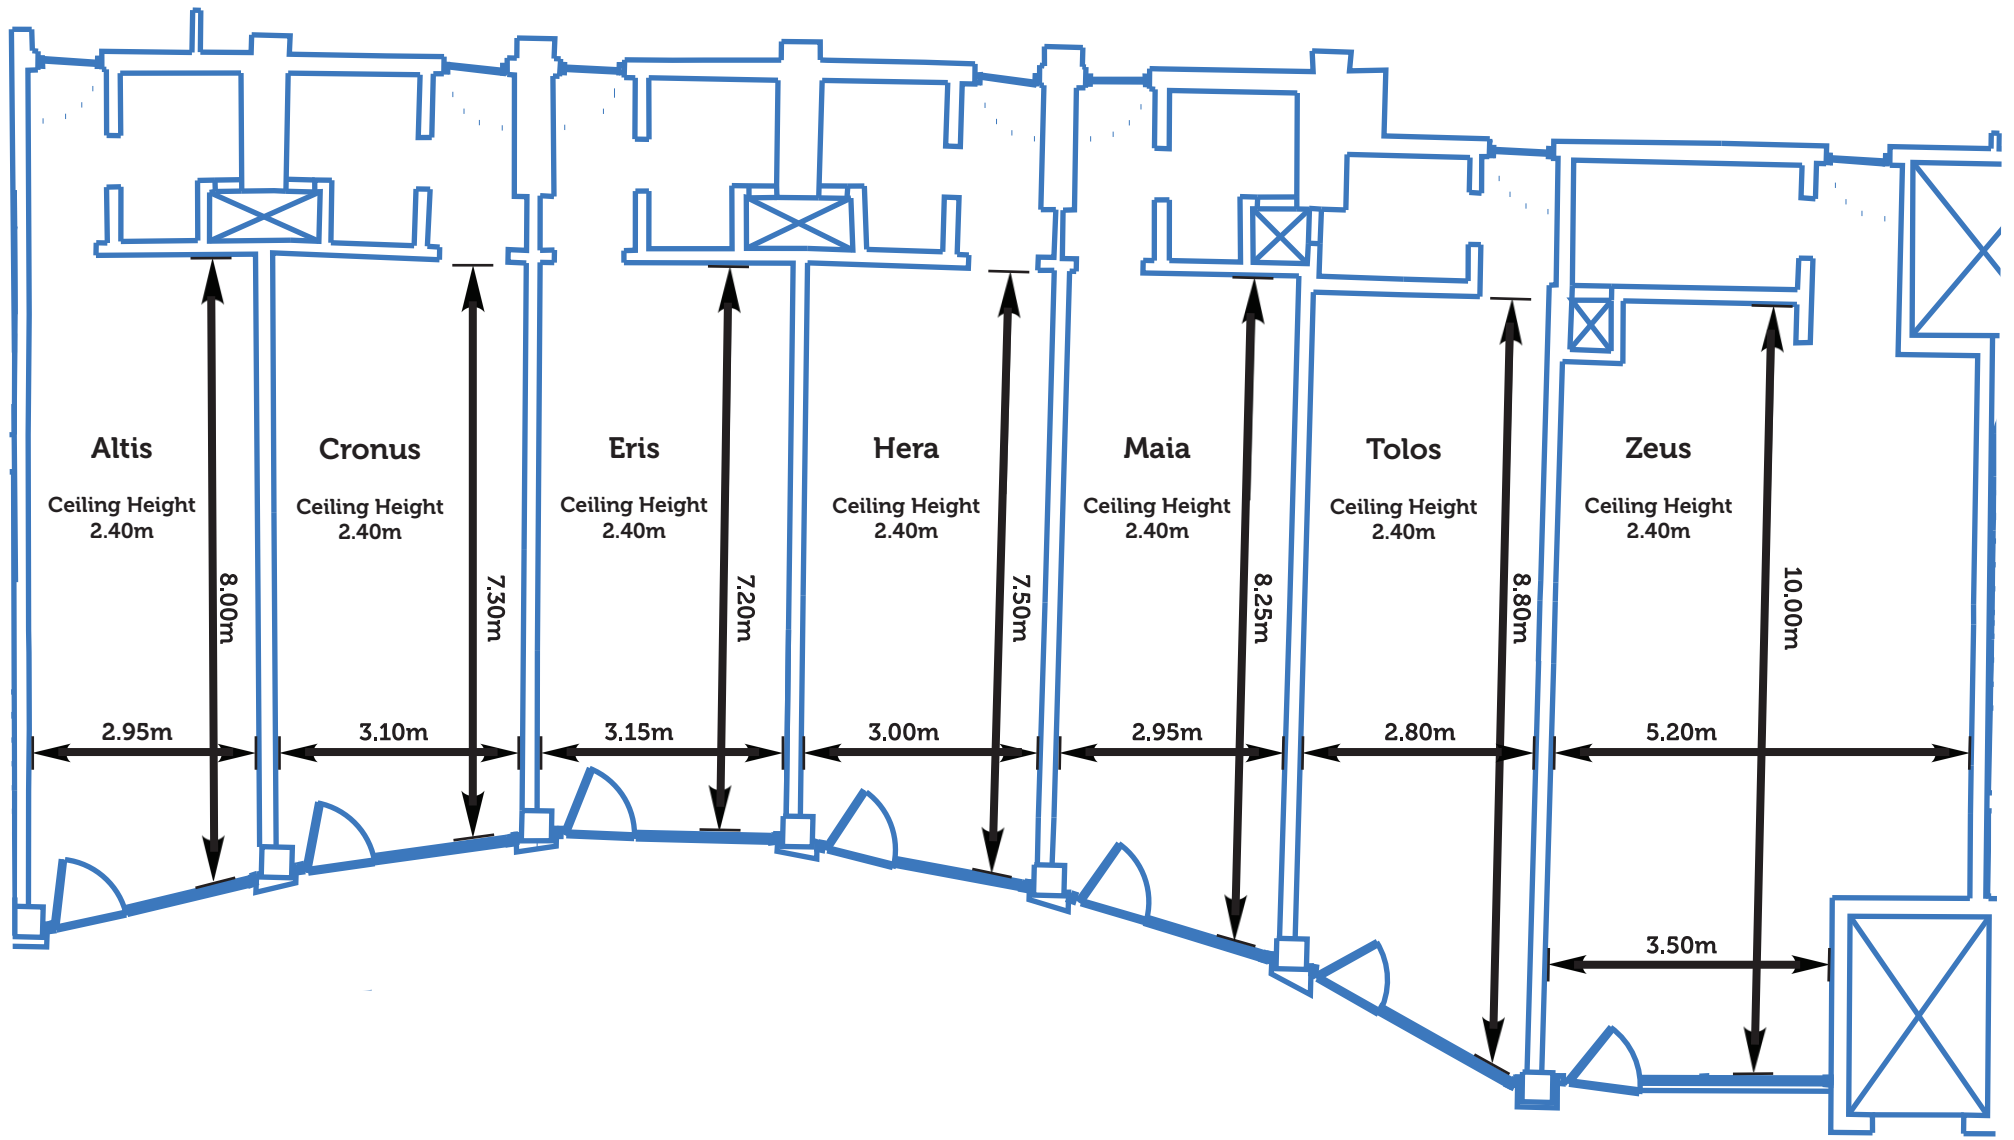 Altis
Ceiling Height
2.40m
8.00m
2.95m
Cronus
Ceiling Height
2.40m
7.30m
3.10m
Eris
Ceiling Height
2.40m
7.20m
3.15m
Hera
Ceiling Height
2.40m
7.50m
3.00m
Maia
Ceiling Height
2.40m
8.25m
2.95m
Tolos
Ceiling Height
2.40m
8.80m
2.80m
Zeus
Ceiling Height
2.40m
10.00m
5.20m
3.50m